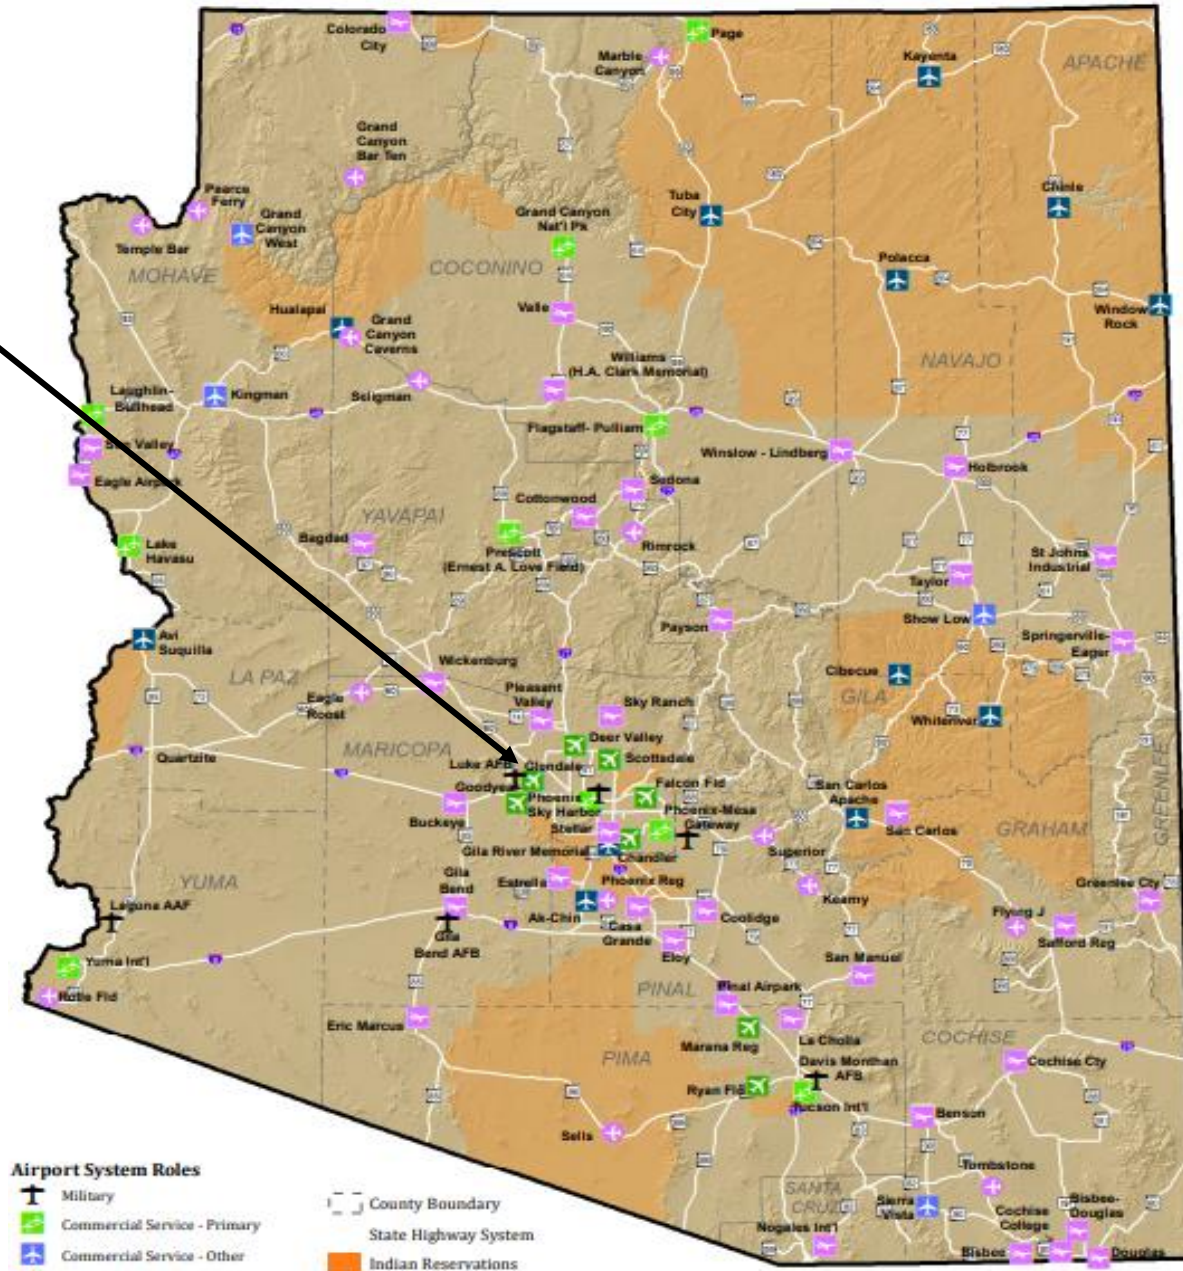 Colorado
City
Page
Marble
Canyon
Kayenta
APACHE
Grand
Canyon
Bar Ten
Pearce
Ferry
Grand
Canyon
West
Temple Bar
MOHAVE
Grand Canyon
Nat'l Pk
COCONINO
Tuba
City
Chinle
Polacca
Window
Rock
Hualapai
Grand
Canyon
Caverns
Valle
NAVAJO
Williams
(H.A. Clark Memorial)
Laughlin-
Bullhead
Kingman
Seligman
Flagstaff- Pulliam
Sun Valley
Eagle Airpark
Winslow - Lindberg
Holbrook
Sedona
Cottonwood
YAVAPAI
Bagdad
Lake
Havasu
Prescott
(Ernest A. Love Field)
Rimrock
St Johns
Industrial
Taylor
Payson
Show Low
Springerville-
Eager
Avi
Suquilla
LA PAZ
Wickenburg
Eagle
Roost
Pleasant
Valley
Sky Ranch
Cibecue
GILA
Whiteriver
Deer Valley
Scottsdale
MARICOPA
Quartzite
Luke AFB
Glendale
Goodyear
Phoenix
Sky Harbor
Falcon Fld
Phoenix-Mesa
Gateway
San Carlos
Apache
San Carlos
GREENLEE
GRAHAM
Buckeye
Stellar
Gila River Memorial
Chandler
Superior
YUMA
Gila
Bend
Estrella
Phoenix Reg
Kearny
Greenlee Cty
Laguna AAF
Gila
Bend AFB
Ak-Chin
Casa
Grande
Coolidge
Flying J
Safford Reg
Eloy
San Manuel
Yuma Int'l
Rolle Fld
PINAL
Pinal Airpark
Eric Marcus
La Cholla
COCHISE
Marana Reg
PIMA
Davis Monthan
AFB
Cochise Cty
Ryan Fld
Tucson Int'l
Benson
Sells
Tombstone
SANTA
CRUZ
Sierra
Vista
Cochise
College
Bisbee-
Douglas
Nogales Int'l
Bisbee
Douglas
Airport System Roles
Military
Commercial Service - Primary
Commercial Service - Other
County Boundary
State Highway System
Indian Reservations